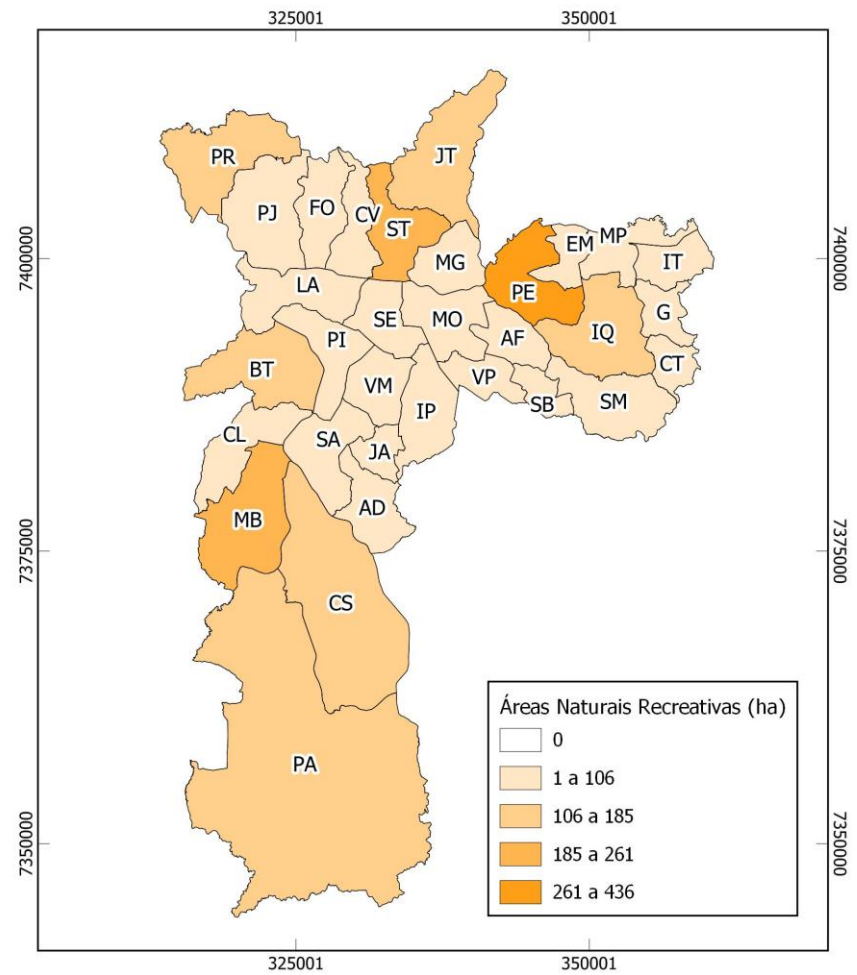 325001
350001
PR
JT
PJ
FO
CV
ST
EM
MP
7400000
7400000
MG
IT
LA
PE
SE
MO
G
IQ
PI
AF
BT
CT
VM
VP
IP
SB
SM
CL
SA
JA
AD
MB
7375000
7375000
CS
Áreas Naturais Recreativas (ha)
0
1 a 106
106 a 185
185 a 261
261 a 436
PA
7350000
7350000
325001
350001